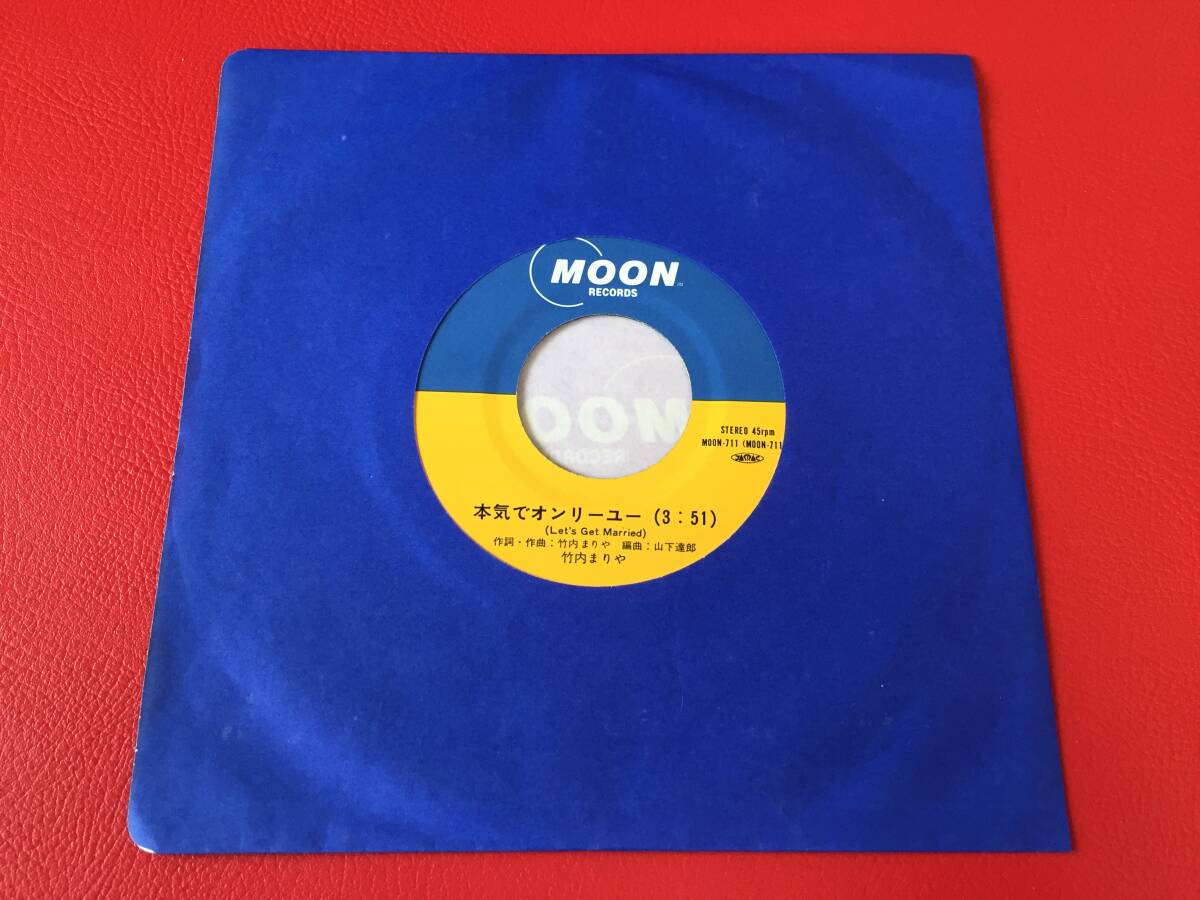 MOON
RECORDS
STEREO 45rpm
MOON-711 (MOON-711
JASRAC
本気でオンリーユー (3:51)
(Let's Get Married)
作詞・作曲:竹内まりや 編曲:山下達郎
竹内まりや